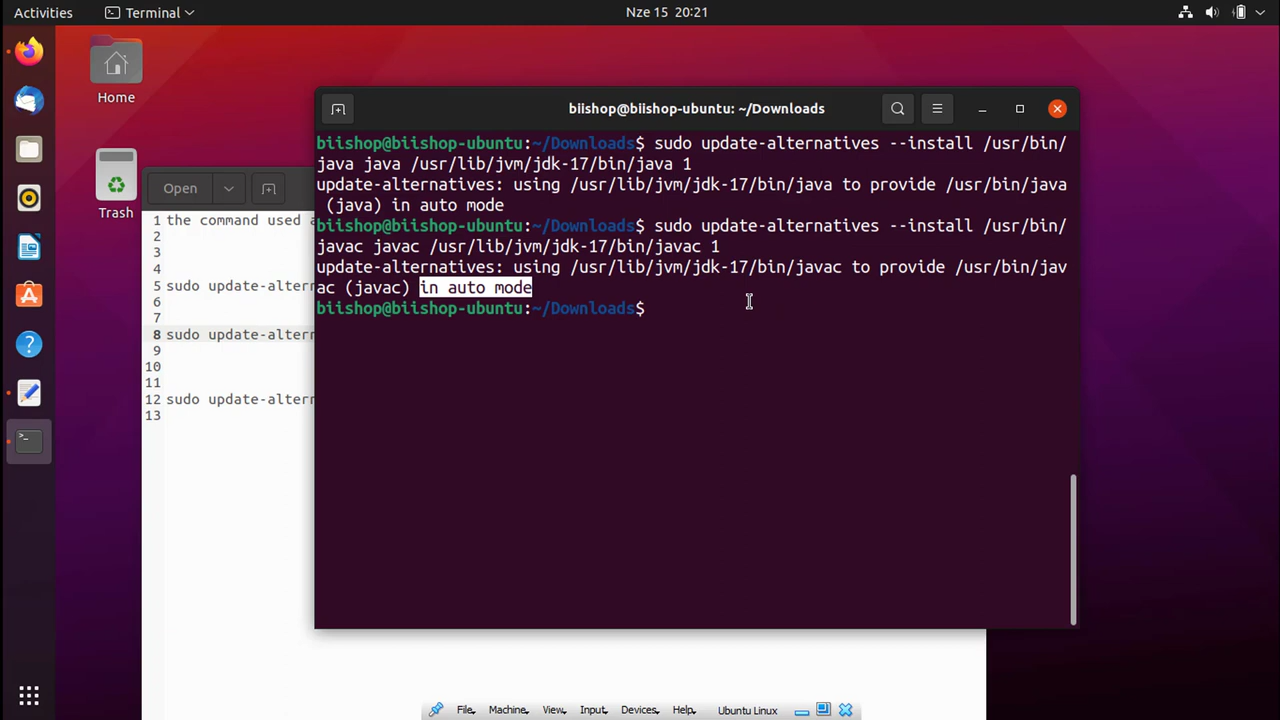 Activities
Terminal
Nze 15 20:21
Home
Trash
Open
1 the command used a
2
3
4
5 sudo update-altern
6
7
8 sudo update-altern
9
10
11
12 sudo update-altern
13
biishop@biishop-ubuntu: ~/Downloads
biishop@biishop-ubuntu:~/Downloads$ sudo update-alternatives --install /usr/bin/
java java /usr/lib/jvm/jdk-17/bin/java 1
update-alternatives: using /usr/lib/jvm/jdk-17/bin/java to provide /usr/bin/java
(java) in auto mode
biishop@biishop-ubuntu:~/Downloads$ sudo update-alternatives --install /usr/bin/
javac javac /usr/lib/jvm/jdk-17/bin/javac 1
update-alternatives: using /usr/lib/jvm/jdk-17/bin/javac to provide /usr/bin/jav
ac (javac) in auto mode
biishop@biishop-ubuntu:~/Downloads$
File Machine View Input Devices Help Ubuntu Linux